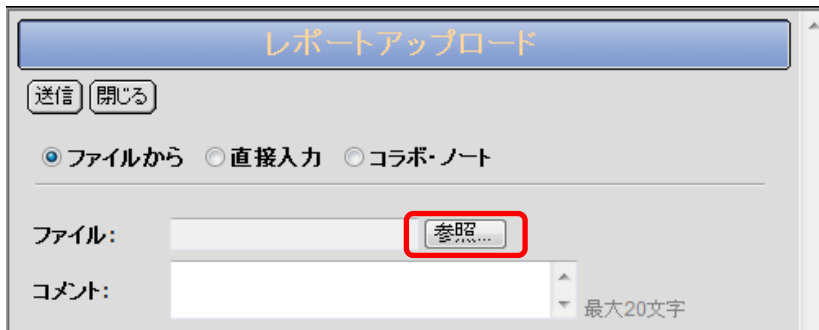 レポートアップロード
送信 閉じる
ファイルから 直接入力 コラボ・ノート
ファイル: 参照...
コメント: 最大20文字